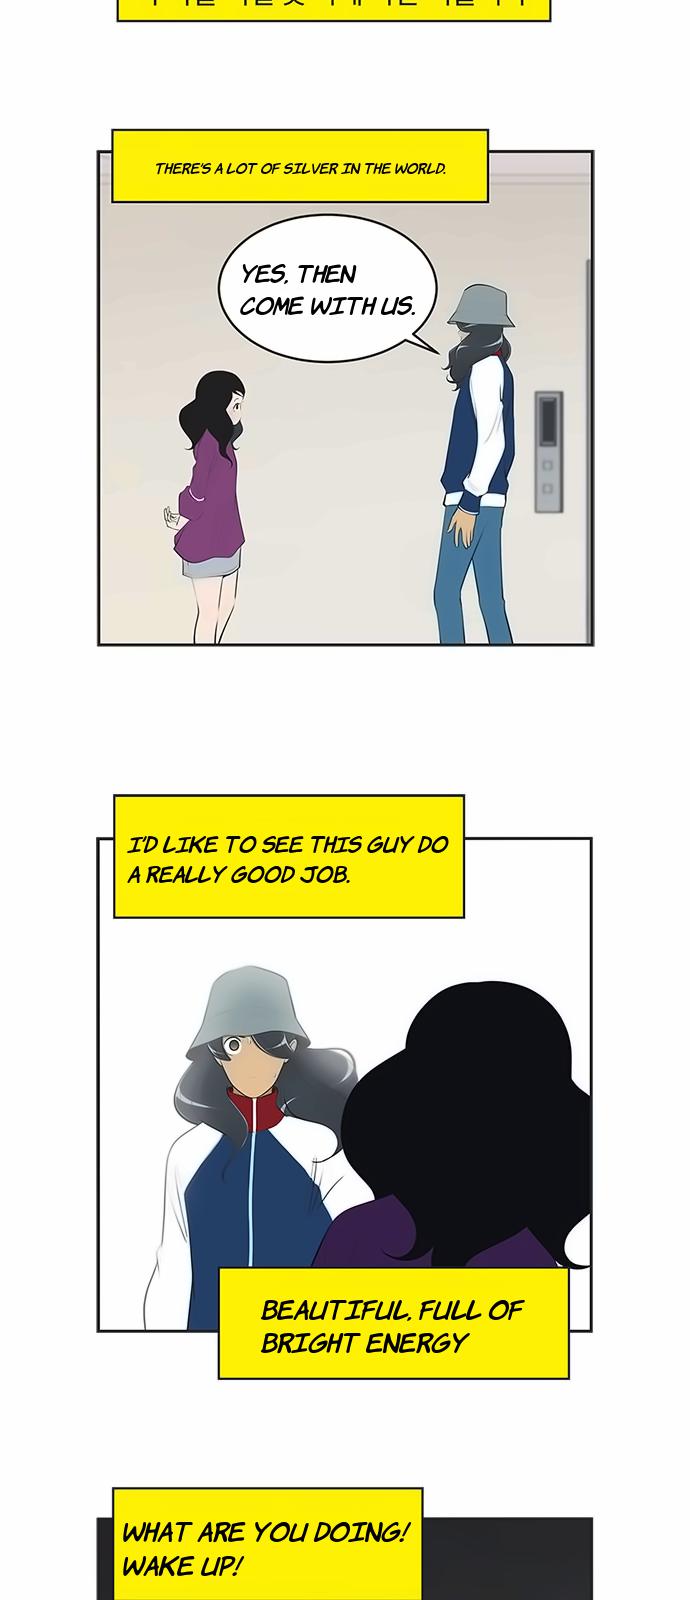 THERE'S A LOT OF SILVER IN THE WORLD.
YES, THEN
COME WITH US.
I'D LIKE TO SEE THIS GUY DO
A REALLY GOOD JOB.
BEAUTIFUL, FULL OF
BRIGHT ENERGY
WHAT ARE YOU DOING!
WAKE UP!